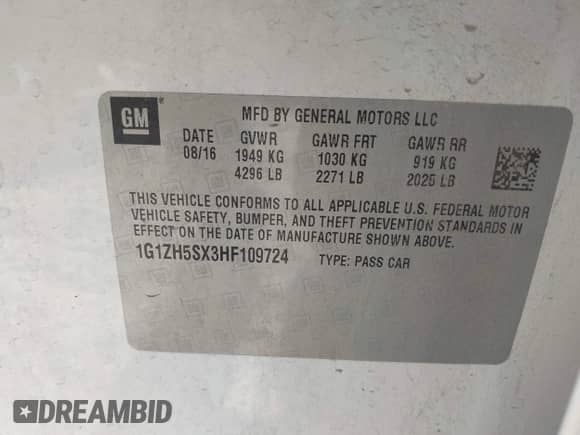 GM ®
MFD BY GENERAL MOTORS LLC
DATE GVWR GAWR FRT GAWR RR
08/16 1949 KG 1030 KG 919 KG
4296 LB 2271 LB 2025 LB
THIS VEHICLE CONFORMS TO ALL APPLICABLE U.S. FEDERAL MOTOR
VEHICLE SAFETY, BUMPER, AND THEFT PREVENTION STANDARDS IN
EFFECT ON THE DATE OF MANUFACTURE SHOWN ABOVE.
1G1ZH5SX3HF109724 TYPE: PASS CAR
DREAMBID